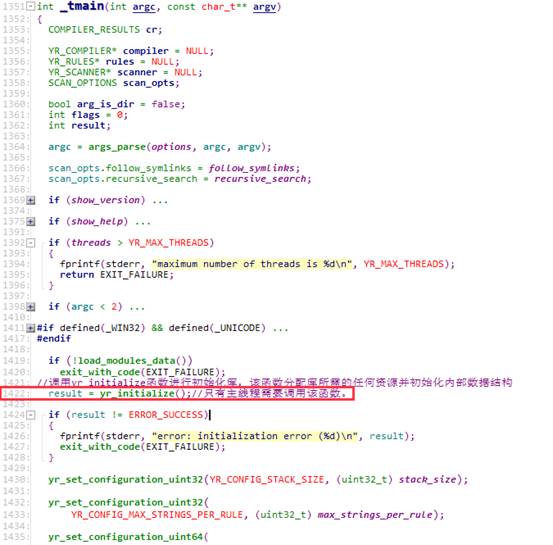 1351 int _tmain(int argc, const char_t** argv)
1352: {
1353: COMPILER_RESULTS cr;
1354:
1355: YR_COMPILER* compiler = NULL;
1356: YR_RULES* rules = NULL;
1357: YR_SCANNER* scanner = NULL;
1358: SCAN_OPTIONS scan_opts;
1359:
1360: bool arg_is_dir = false;
1361: int flags = 0;
1362: int result;
1363:
1364: argc = args_parse(options, argc, argv);
1365:
1366: scan_opts.follow_symlinks = follow_symlinks;
1367: scan_opts.recursive_search = recursive_search;
1368:
1369 if (show_version) ...
1374:
1375 if (show_help) ...
1391:
1392 if (threads > YR_MAX_THREADS)
1393: {
1394: fprintf(stderr, "maximum number of threads is %d\n", YR_MAX_THREADS);
1395: return EXIT_FAILURE;
1396: }
1397:
1398 if (argc < 2) ...
1410:
1411 #if defined(_WIN32) && defined(_UNICODE) ...
1417: #endif
1418:
1419: if (!load_modules_data())
1420: exit_with_code(EXIT_FAILURE);
1421: //调用yr_initialize函数进行初始化库，该函数分配库所需的任何资源并初始化内部数据结构
1422: result = yr_initialize();//只有主线程需要调用该函数。
1423:
1424 if (result != ERROR_SUCCESS)
1425: {
1426: fprintf(stderr, "error: initialization error (%d)\n", result);
1427: exit_with_code(EXIT_FAILURE);
1428: }
1429:
1430: yr_set_configuration_uint32(YR_CONFIG_STACK_SIZE, (uint32_t) stack_size);
1431:
1432: yr_set_configuration_uint32(
1433: YR_CONFIG_MAX_STRINGS_PER_RULE, (uint32_t) max_strings_per_rule);
1434:
1435: yr_set_configuration_uint64(